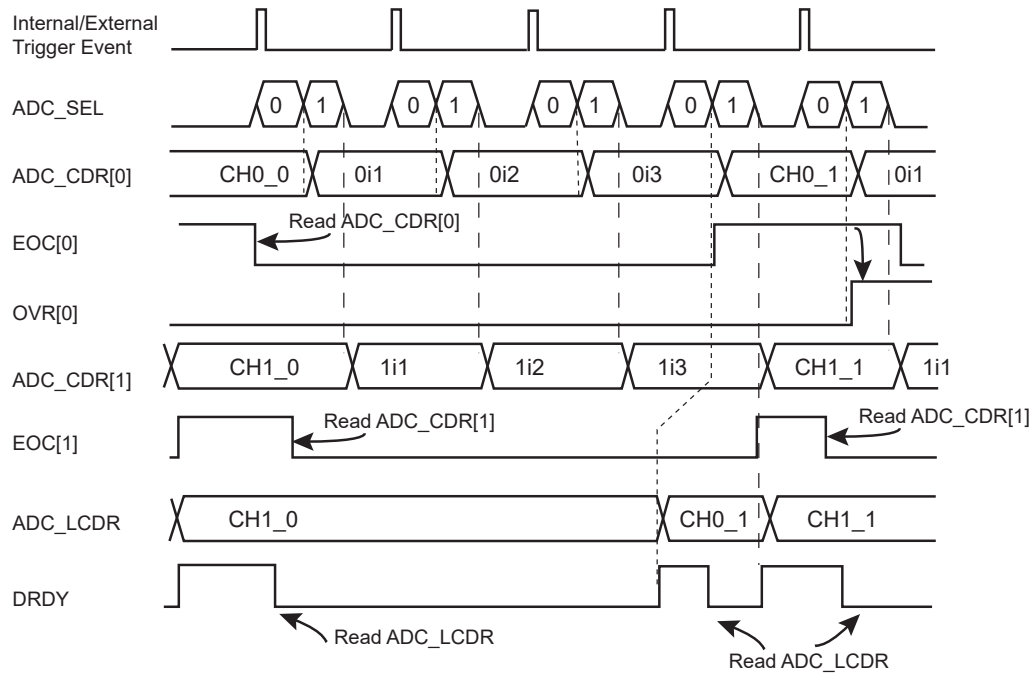 Internal/External
Trigger Event
ADC_SEL
0 1 0 1 0 1 0 1 0 1
ADC_CDR[0]
CH0_0 0i1 0i2 0i3 CH0_1 0i1
Read ADC_CDR[0]
EOC[0]
OVR[0]
ADC_CDR[1]
CH1_0 1i1 1i2 1i3 CH1_1 1i1
Read ADC_CDR[1] Read ADC_CDR[1]
EOC[1]
ADC_LCDR
CH1_0 CH0_1 CH1_1
DRDY
Read ADC_LCDR
Read ADC_LCDR